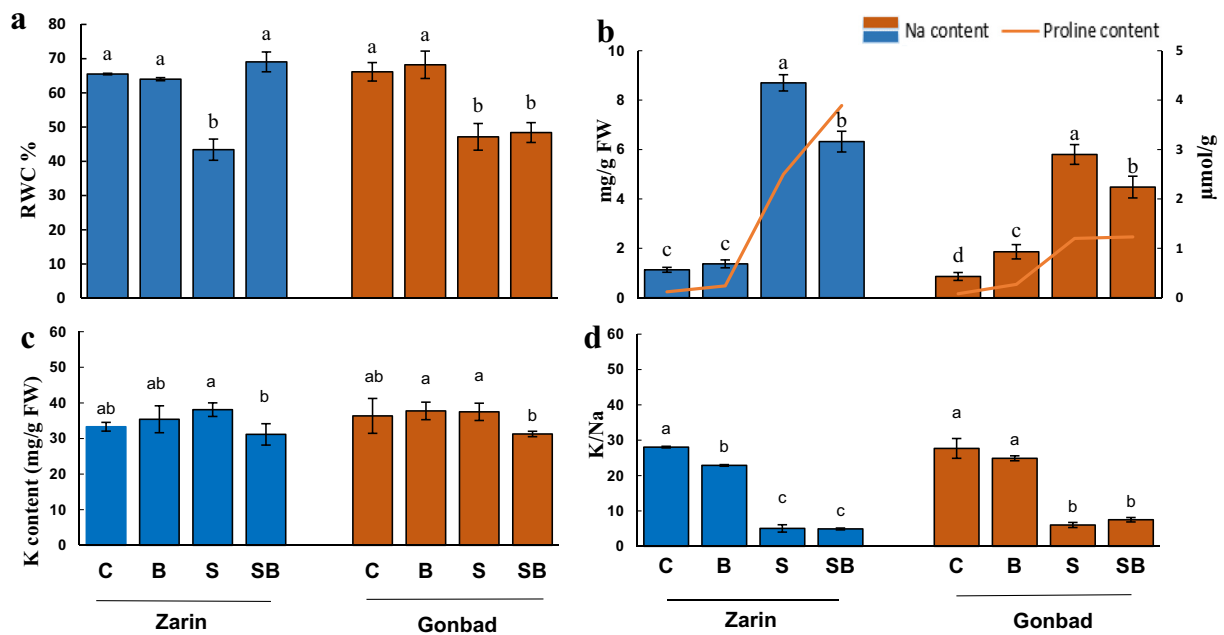 a
RWC %
80
70
60
50
40
30
20
10
0
a a b a a a b b
b
Na content Proline content
mg/g FW
10
8
6
4
2
0
c c a b d c a b
5
4
3
2
1
0
µmol/g
c
K content (mg/g FW)
60
50
40
30
20
10
0
ab ab a b ab a a b
C B S SB C B S SB
Zarin Gonbad
d
K/Na
60
50
40
30
20
10
0
a b c c a a b b
C B S SB C B S SB
Zarin Gonbad